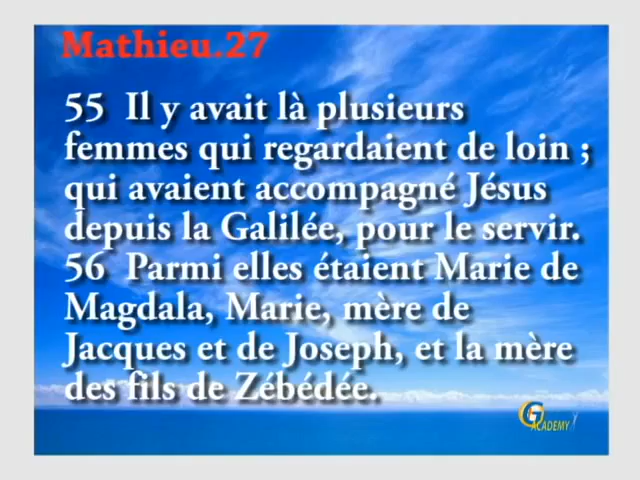 Mathieu.27
55 Il y avait là plusieurs
femmes qui regardaient de loin ;
qui avaient accompagné Jésus
depuis la Galilée, pour le servir.
56 Parmi elles étaient Marie de
Magdala, Marie, mère de
Jacques et de Joseph, et la mère
des fils de Zébédée.
ACADEMY